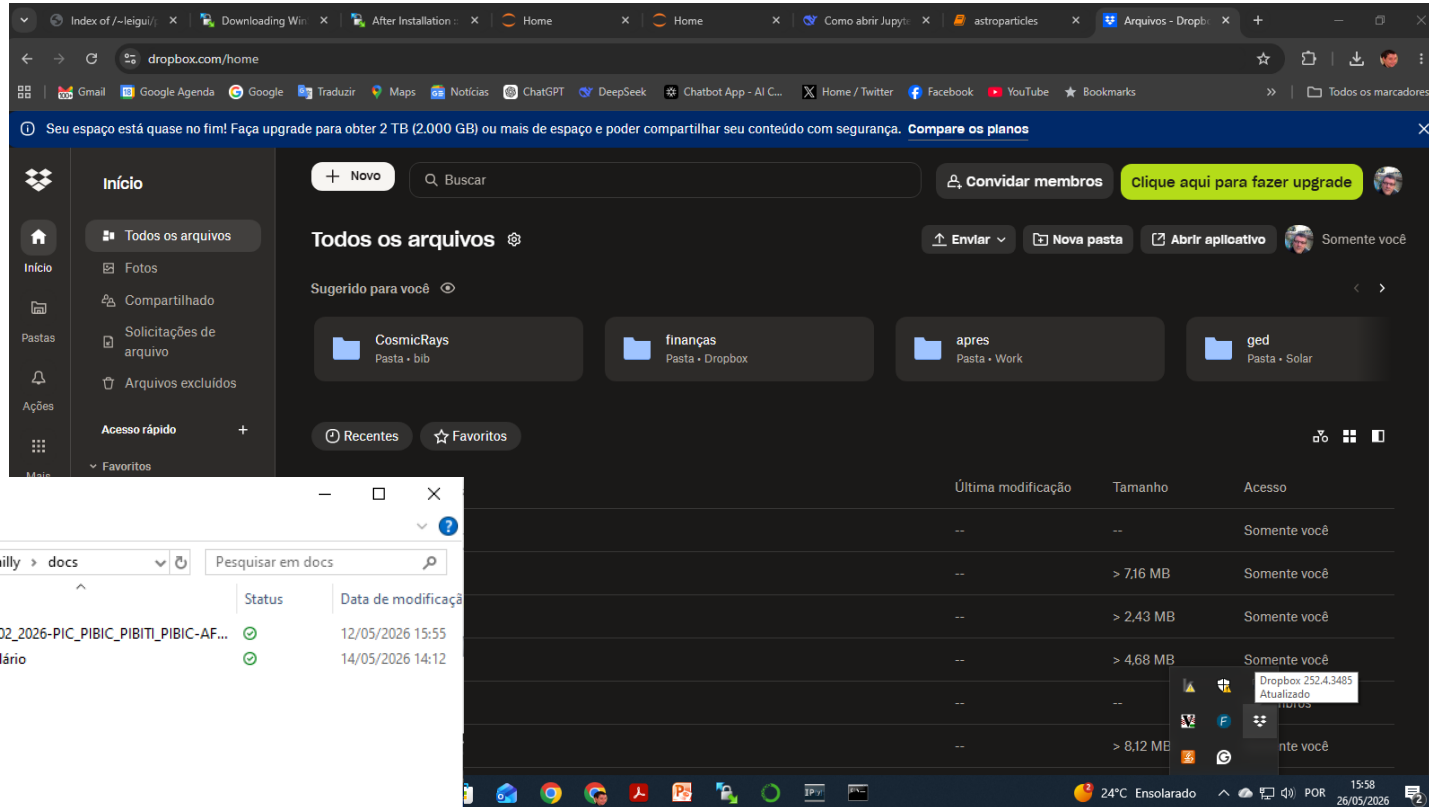 Index of /~leigui/p
Downloading Win
After Installation ::
Home
Home
Como abrir Jupyte
astroparticles
Arquivos - Dropbo
dropbox.com/home
Gmail
Google Agenda
Google
Traduzir
Maps
Notícias
ChatGPT
DeepSeek
Chatbot App - AI C...
Home / Twitter
Facebook
YouTube
Bookmarks
»
Todos os marcadores
Seu espaço está quase no fim! Faça upgrade para obter 2 TB (2.000 GB) ou mais de espaço e poder compartilhar seu conteúdo com segurança. Compare os planos
Início
Novo
Buscar
Convidar membros
Clique aqui para fazer upgrade
Início
Pastas
Ações
Mais
Todos os arquivos
Fotos
Compartilhado
Solicitações de
arquivo
Arquivos excluídos
Acesso rápido
Favoritos
Todos os arquivos
Enviar
Nova pasta
Abrir aplicativo
Somente você
Sugerido para você
CosmicRays
Pasta • bib
finanças
Pasta • Dropbox
apres
Pasta • Work
ged
Pasta • Solar
Recentes
Favoritos
Última modificação
Tamanho
Acesso
-- -- Somente você
-- > 7,16 MB Somente você
-- > 2,43 MB Somente você
-- > 4,68 MB Somente você
-- --
-- > 8,12 MB
nte você
Dropbox 252.4.3485
Atualizado
docs
Pesquisar em docs
Status
Data de modificaçã
02_2026-PIC_PIBIC_PIBITI_PIBIC-AF...
12/05/2026 15:55
14/05/2026 14:12
24°C Ensolarado
POR
15:58
26/05/2026
2